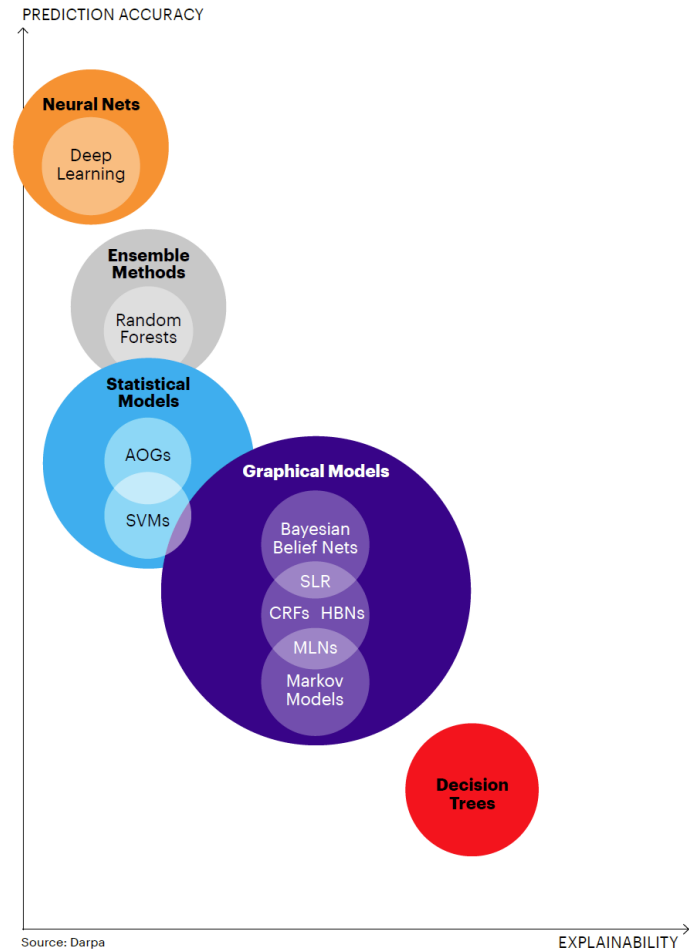 PREDICTION ACCURACY
Neural Nets
Deep
Learning
Ensemble
Methods
Random
Forests
Statistical
Models
AOGs
SVMs
Graphical Models
Bayesian
Belief Nets
SLR
CRFs HBNs
MLNs
Markov
Models
Decision
Trees
Source: Darpa
EXPLAINABILITY